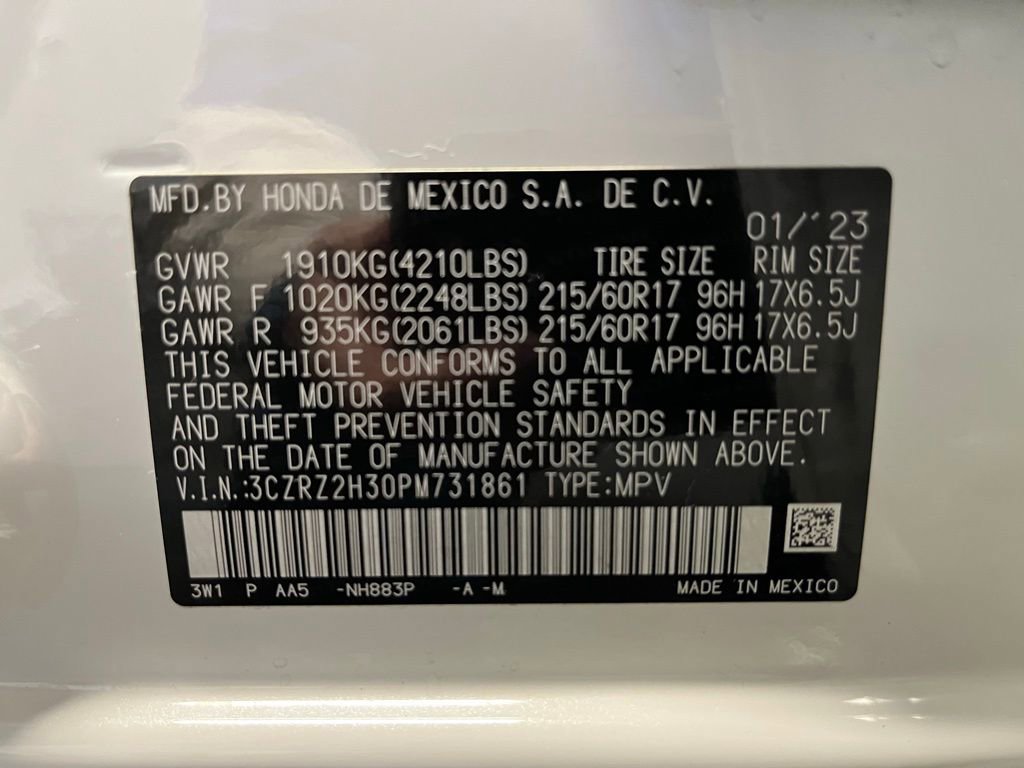 MFD.BY HONDA DE MEXICO S.A. DE C.V.
01/'23
GVWR 1910KG(4210LBS) TIRE SIZE RIM SIZE
GAWR F 1020KG(2248LBS) 215/60R17 96H 17X6.5J
GAWR R 935KG(2061LBS) 215/60R17 96H 17X6.5J
THIS VEHICLE CONFORMS TO ALL APPLICABLE
FEDERAL MOTOR VEHICLE SAFETY
AND THEFT PREVENTION STANDARDS IN EFFECT
ON THE DATE OF MANUFACTURE SHOWN ABOVE.
V.I.N.:3CZRZ2H30PM731861 TYPE:MPV
3W1 P AA5 -NH883P -A -M MADE IN MEXICO